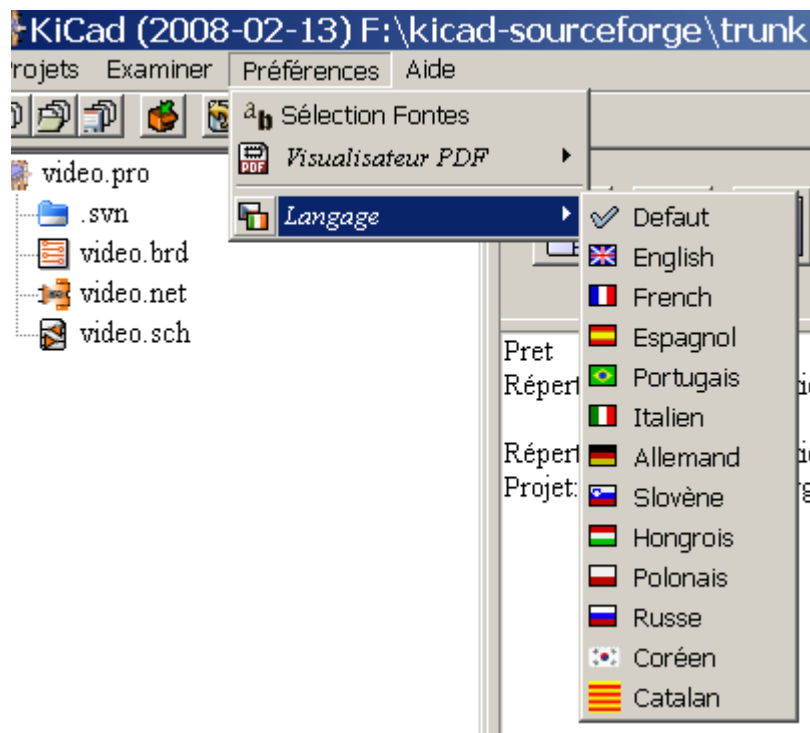 KiCad (2008-02-13) F:\kicad-sourceforge\trunk
rojets Examiner Préférences Aide
Sélection Fontes
Visualisateur PDF
Langage
video.pro
.svn
video.brd
video.net
video.sch
Defaut
English
French
Espagnol
Portugais
Italien
Allemand
Slovène
Hongrois
Polonais
Russe
Coréen
Catalan
Pret
Répert
Répert
Projet: